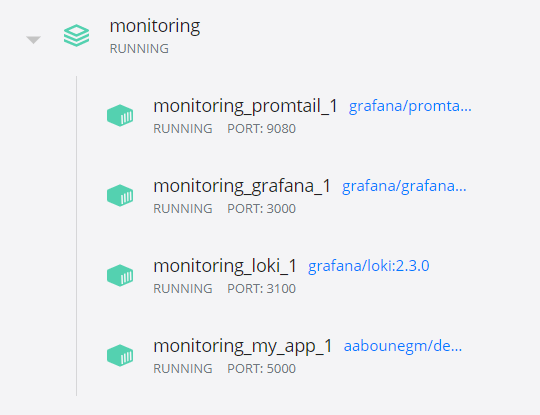 monitoring
RUNNING
monitoring_promtail_1 grafana/promta...
RUNNING PORT: 9080
monitoring_grafana_1 grafana/grafana...
RUNNING PORT: 3000
monitoring_loki_1 grafana/loki:2.3.0
RUNNING PORT: 3100
monitoring_my_app_1 aabounegm/de...
RUNNING PORT: 5000